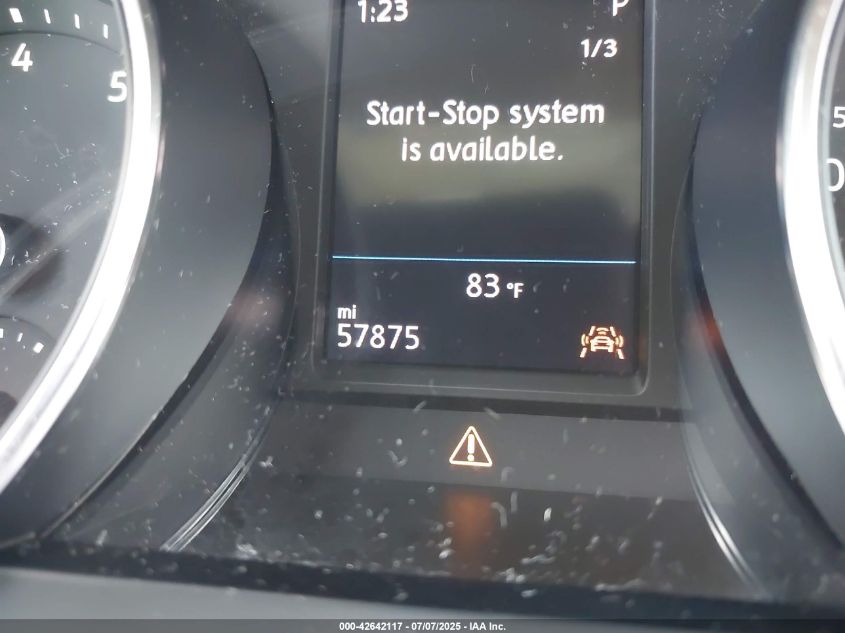 1:23 P
1/3
4
5
Start-Stop system
is available.
83 °F
mi
57875
000-42642117 - 07/07/2025 - IAA Inc.